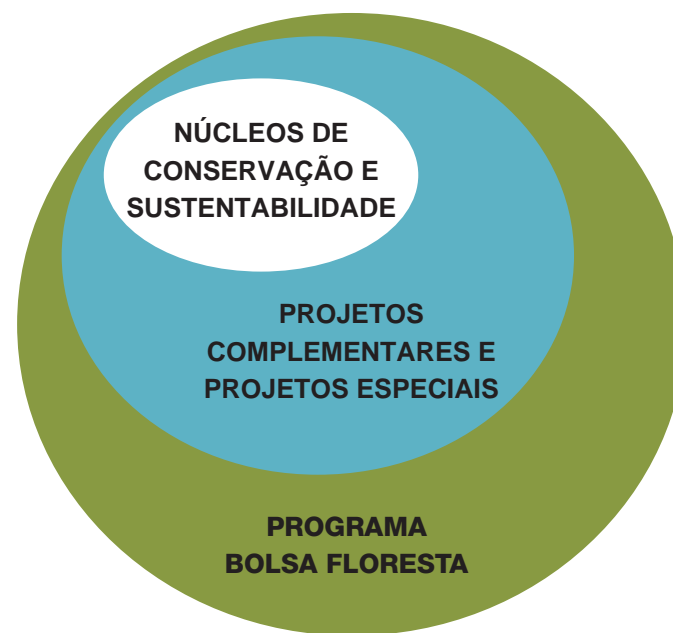 NÚCLEOS DE
CONSERVAÇÃO E
SUSTENTABILIDADE
PROJETOS
COMPLEMENTARES E
PROJETOS ESPECIAIS
PROGRAMA
BOLSA FLORESTA